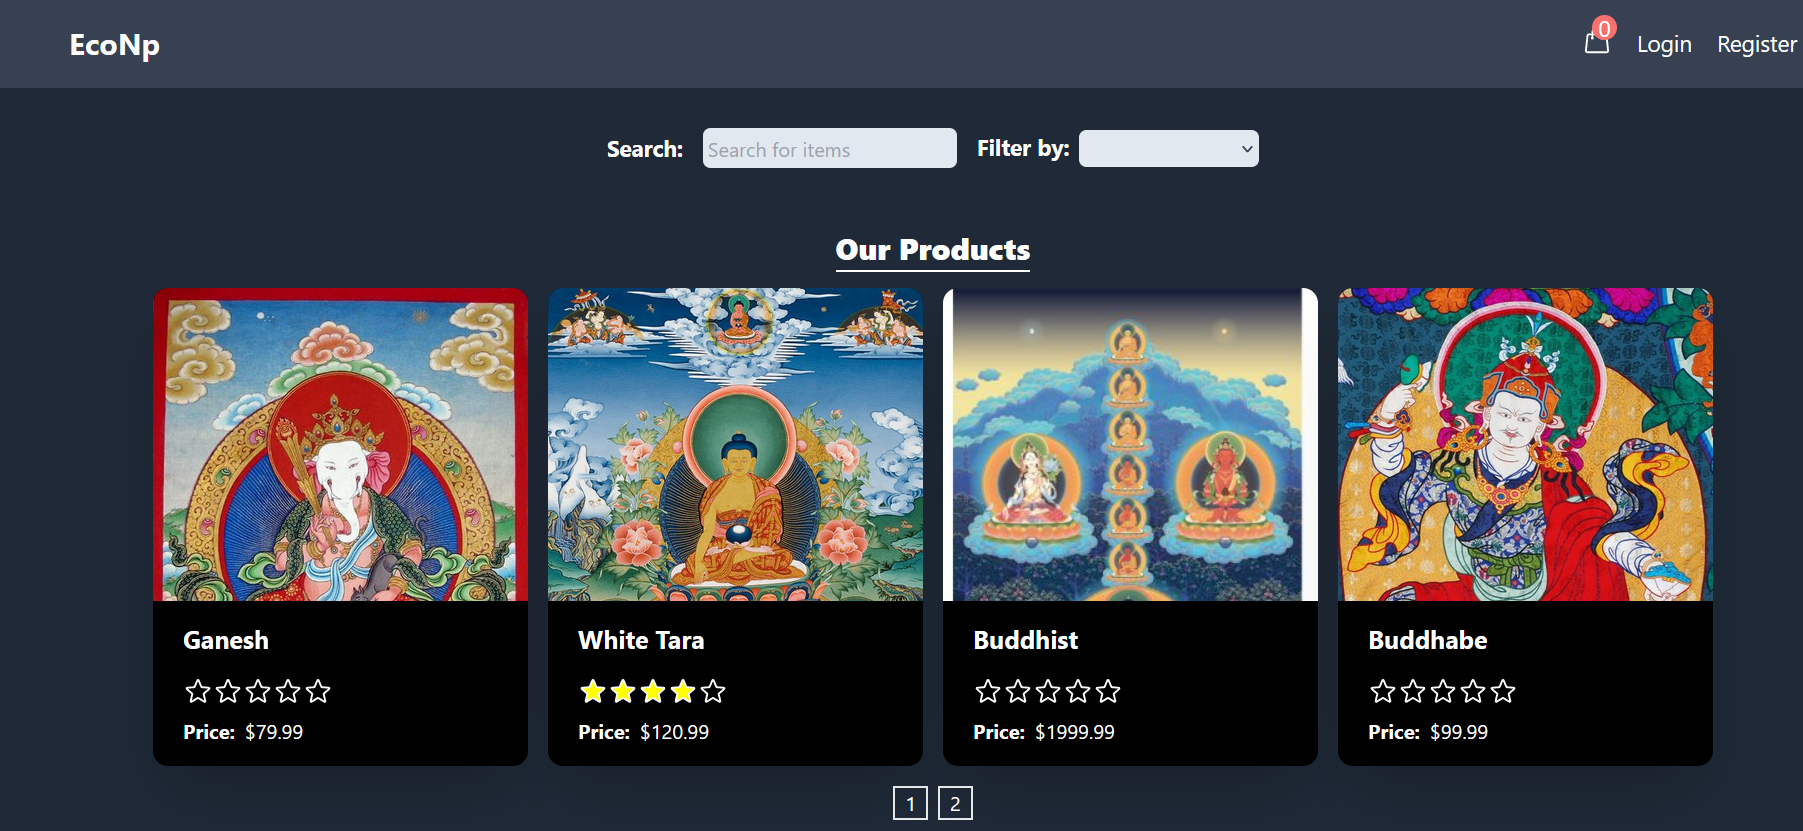 EcoNp
0
Login
Register
Search:
Search for items
Filter by:
Our Products
Ganesh
Price: $79.99
White Tara
Price: $120.99
Buddhist
Price: $1999.99
Buddhabe
Price: $99.99
1 2